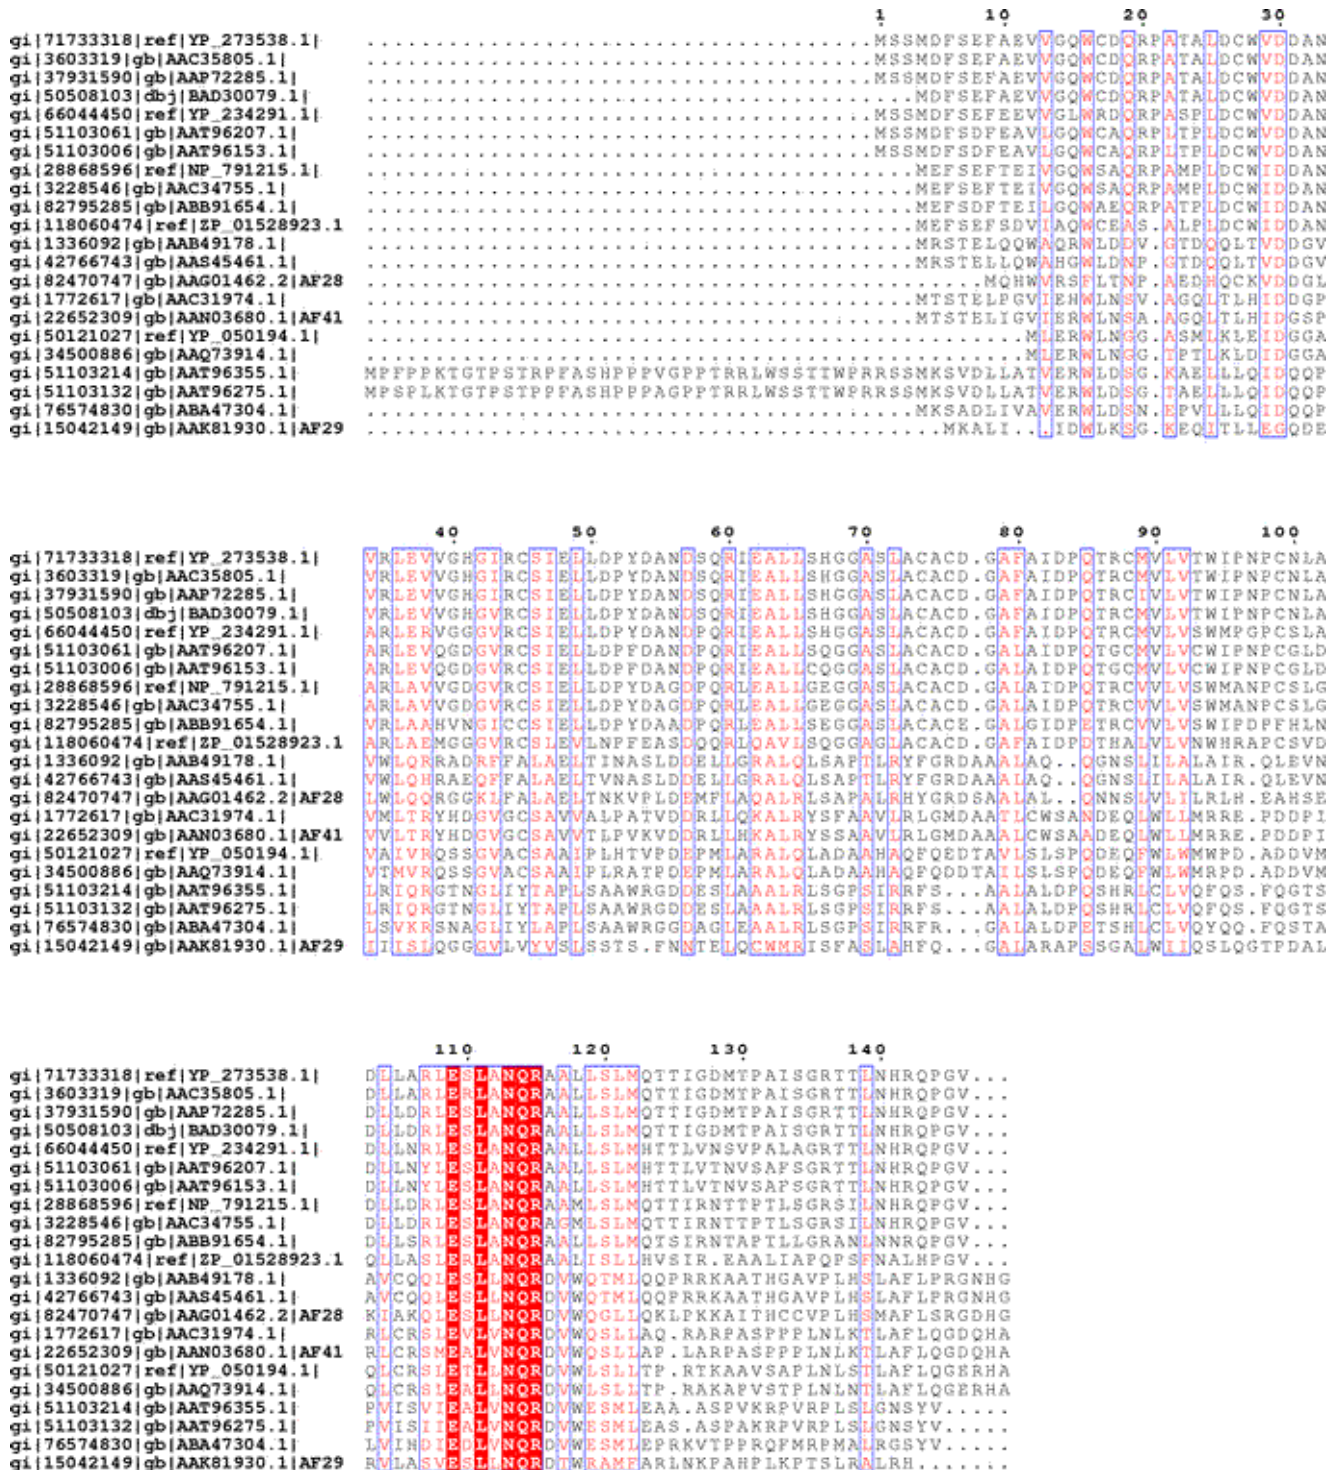 1 10 20 30
gi|71733318|ref|YP_273538.1| .....................................MSSMDFSEFAEVVGQWCDQRPATALDCWVDDAN
gi|3603319|gb|AAC35805.1| .....................................MSSMDFSEFAEVVGQWCDQRPATALDCWVDDAN
gi|37931590|gb|AAP72285.1| .....................................MSSMDFSEFAEVVGQWCDQRPATALDCWVDDAN
gi|50508103|dbj|BAD30079.1| ........................................MDFSEFAEVVGQWCDQRPATALDCWVDDAN
gi|66044450|ref|YP_234291.1| .....................................MSSMDFSEFEEVVGLWRDQRPASPLDCWVDDAN
gi|51103061|gb|AAT96207.1| .....................................MSSMDFSDFEAVLGQWCAQRPLTPLDCWVDDAN
gi|51103006|gb|AAT96153.1| .....................................MSSMDFSDFEAVLGQWCAQRPLTPLDCWVDDAN
gi|28868596|ref|NP_791215.1| ........................................MEFSEFTEIVGQWSAQRPAMPLDCWIDDAN
gi|3228546|gb|AAC34755.1| ........................................MEFSEFTEIVGQWSAQRPAMPLDCWIDDAN
gi|82795285|gb|ABB91654.1| ........................................MEFSDFTEILGQWAEQRPATPLDCWIDDAN
gi|118060474|ref|ZP_01528923.1 ........................................MEFSEFSDVIAQWCEAS.ALPLDCWIDDAN
gi|1336092|gb|AAB49178.1| ........................................MRSTELQQWAQRWLDDV.GTDQQLTVDDGV
gi|42766743|gb|AAS45461.1| ........................................MRSTELLQWAHGWLDNP.GTDQQLTVDDGV
gi|82470747|gb|AAG01462.2|AF28 .............................................MQHWVRSFLTNP.AEDHQCKVDDGL
gi|1772617|gb|AAC31974.1| ........................................MTSTELPGVIEHWLNSV.AGQLTLHIDDGP
gi|22652309|gb|AAN03680.1|AF41 ........................................MTSTELIGVIERWLNSA.AGQLTLHIDGSP
gi|50121027|ref|YP_050194.1| ................................................MLERWLNGG.ASMLKLEIDGGA
gi|34500886|gb|AAQ73914.1| ................................................MLERWLNGG.TPTLKLDIDGGA
gi|51103214|gb|AAT96355.1| MPFPPKTGTPSTRPFASHPPPVGPPTRRLWSSTTWPRRSSMKSVDLLATVERWLDSG.KAELLLQIDQQP
gi|51103132|gb|AAT96275.1| MPSPLKTGTPSTPPFASHPPPAGPPTRRLWSSTTWPRRSSMKSVDLLATVERWLDSG.TAELLLQIDQQP
gi|76574830|gb|ABA47304.1| ........................................MKSADLIVAVERWLDSN.EPVLLLQIDQQP
gi|15042149|gb|AAK81930.1|AF29 ..........................................MKALI...IDWLKSG.KEQITLLEGQDE
40 50 60 70 80 90 100
gi|71733318|ref|YP_273538.1| VRLEVVGHGIRCSIELLDPYDANDSQRIEALLSHGGASLACACD.GAFAIDPQTRCMVLVTWIPNPCNLA
gi|3603319|gb|AAC35805.1| VRLEVVGHGIRCSIELLDPYDANDSQRIEALLSHGGASLACACD.GAFAIDPQTRCMVLVTWIPNPCNLA
gi|37931590|gb|AAP72285.1| VRLEVVGHGIRCSIELLDPYDANDSQRIEALLSHGGASLACACD.GAFAIDPQTRCIVLVTWIPNPCNLA
gi|50508103|dbj|BAD30079.1| VRLEVVGHGIRCSIELLDPYDANDSQRIEALLSHGGASLACACD.GAFAIDPQTRCMVLVTWIPNPCNLA
gi|66044450|ref|YP_234291.1| ARLERVGGGVRCSIELLDPYDANDPQRIEALLSHGGASLACACD.GAFAIDPQTRCMVLVSWMPGPCSLA
gi|51103061|gb|AAT96207.1| ARLEVQGDGVRCSIELLDPFDANDPQRIEALLSQGGASLACACD.GALAIDPQTGCMVLVCWIPNPCGLD
gi|51103006|gb|AAT96153.1| ARLEVQGDGVRCSIELLDPFDANDPQRIEALLCQGGASLACACD.GALAIDPQTGCMVLVCWIPNPCGLD
gi|28868596|ref|NP_791215.1| ARLAVVGDGVRCSIELLDPYDAGDPQRLEALLGEGGASLACACD.GALAIDPQTRCVVLVSWMANPCSLG
gi|3228546|gb|AAC34755.1| ARLAVVGDGVRCSIELLDPYDAGDPQRLEALLGEGGASLACACD.GALAIDPQTRCVVLVSWMANPCSLG
gi|82795285|gb|ABB91654.1| VRLAAHVNGICCSIELLDPYDAADPQRLEALLSEGGASLACACE.GALGIDPETRCVVLVSWIPDPFHLN
gi|118060474|ref|ZP_01528923.1 ARLAEMGGGVRCSLEVLNPFEASDQQRLQAVLSQGGAGLACACD.GAFAIDPDTHALVLVNWHRAPCSVD
gi|1336092|gb|AAB49178.1| VWLQRRADRFFALAELTINASLDDELLGRALQLSAPTLRYFGRDAAALAQ..QGNSLILALAIR.QLEVN
gi|42766743|gb|AAS45461.1| VWLQHRAEQFFALAELTVNASLDDELLGRALQLSAPTLRYFGRDAAALAQ..QGNSLILALAIR.QLEVN
gi|82470747|gb|AAG01462.2|AF28 LWLQQRGGKLFALAELTNKVPLDEMFLAQALRLSAPALRHYGRDSAALAL..QNNSLVLILRLH.EAHSE
gi|1772617|gb|AAC31974.1| VMLTRYHDGVGCSAVVALPATVDDRLLQKALRYSFAAVLRLGMDAATLCWSANDEQLWLLMRRE.PDDPI
gi|22652309|gb|AAN03680.1|AF41 VVLTRYHDGVGCSAVVTLPVKVDDRLLHKALRYSSAAVLRLGMDAAALCWSADDEQLWLLMRRE.PDDPI
gi|50121027|ref|YP_050194.1| VAIVRQSSGVACSAAIPLHTVPDEPMLARALQLADAAHAQFQEDTAVLSLSPQDEQFWLWMWPD.ADDVM
gi|34500886|gb|AAQ73914.1| VTMVRQSSGVACSAAIPLRATPDEPMLARALQLADAAHAQFQDDTAILSLSPQDEQFWLWMRPD.ADDVM
gi|51103214|gb|AAT96355.1| LRIQRGTNGLIYTAPLSAAWRGDDESLAAALRLSGPSIRRFS...AALALDPQSHRLCLVQFQS.FQGTS
gi|51103132|gb|AAT96275.1| LRIQRGTNGLIYTAPLSAAWRGDDESLAAALRLSGPSIRRFS...AALALDPQSHRLCLVQFQS.FQGTS
gi|76574830|gb|ABA47304.1| LSVKRSNAGLIYLAPLSAAWRGGDAGLEAALRLSGPSIRRFR...AALALDPETSHLCLVQYQQ.FQSTA
gi|15042149|gb|AAK81930.1|AF29 IIISLQGGGVLVYVSLSSTS.FNNTELQCWMRISFASLAHFQ...GALARAPSSGALWIIQSLQGTPDAL
110 120 130 140
gi|71733318|ref|YP_273538.1| DLLARLESLANQRAALLSLMQTTIGDMTPAISGRTTLNHRQPGV...
gi|3603319|gb|AAC35805.1| DLLARLERLANQRAALLSLMQTTIGDMTPAISGRTTLNHRQPGV...
gi|37931590|gb|AAP72285.1| DLLDRLESLANQRAALLSLMQTTIGDMTPAISGRTTLNHRQPGV...
gi|50508103|dbj|BAD30079.1| DLLDRLESLANQRAALLSLMQTTIGDMTPAISGRTTLNHRQPGV...
gi|66044450|ref|YP_234291.1| DLLNRLESLANQRAALLSLMQTTLVNSVPALAGRTTLNHRQPGV...
gi|51103061|gb|AAT96207.1| DLLNYLESLANQRAALLSLMHTTLVTNVSAFSGRTTLNHRQPGV...
gi|51103006|gb|AAT96153.1| DLLNYLESLANQRAALLSLMHTTLVTNVSAFSGRTTLNHRQPGV...
gi|28868596|ref|NP_791215.1| DLLDRLESLANQRAAMLSLMQTTIRNTTPTLSGRSILNHRQPGV...
gi|3228546|gb|AAC34755.1| DLLDRLESLANQRAGMLSLMQTTIRNTTPTLSGRSILNHRQPGV...
gi|82795285|gb|ABB91654.1| DLLSRLESLANQRAALLSLMQTSIRNTAPTLLGRANLNNRQPGV...
gi|118060474|ref|ZP_01528923.1 QLLASLERLANQRAALISLLHVSIR.EAALIAPQPSFNALHPGV...
gi|1336092|gb|AAB49178.1| AVCQQLESLLNQRDVWQTMLQQPRRKAATHGAVPLHSLAFLPRGNHG
gi|42766743|gb|AAS45461.1| AVCQQLESLLNQRDVWQTMLQQPRRKAATHGAVPLHSLAFLPRGNHG
gi|82470747|gb|AAG01462.2|AF28 KIAKQLESLLNQRDVWQGLLQKLPKKAITHCCVPLHSMAFLSRGDHG
gi|1772617|gb|AAC31974.1| RLCRSLEVLVNQRDVWQSLLAQ.RARPASPPPLNLKTLAFLQGDQHA
gi|22652309|gb|AAN03680.1|AF41 RLCRSMEALVNQRDVWQSLLAP.LARPASPPPLNLKTLAFLQGDQHA
gi|50121027|ref|YP_050194.1| QLCRSLETLLNQRDVWLSLLTP.RTKAAVSAPLNLSTLAFLQGERHA
gi|34500886|gb|AAQ73914.1| QLCRSLEALLNQRDVWLSLLTP.RAKAPVSTPLNLNTLAFLQGERHA
gi|51103214|gb|AAT96355.1| PVISVIEALVNQRDVWESMLEAA.ASPVKRPVRPLSLGNSYV.....
gi|51103132|gb|AAT96275.1| PVISIIEALVNQRDVWESMLEAS.ASPAKRPVRPLSLGNSYV.....
gi|76574830|gb|ABA47304.1| LVIHDIEDLVNQRDVWESMLEPRKVTPPRQFMRPMALRGSYV.....
gi|15042149|gb|AAK81930.1|AF29 RVLASVESLLNQRDTWRAMFARLNKPAHPLKPTSLRALRH.......